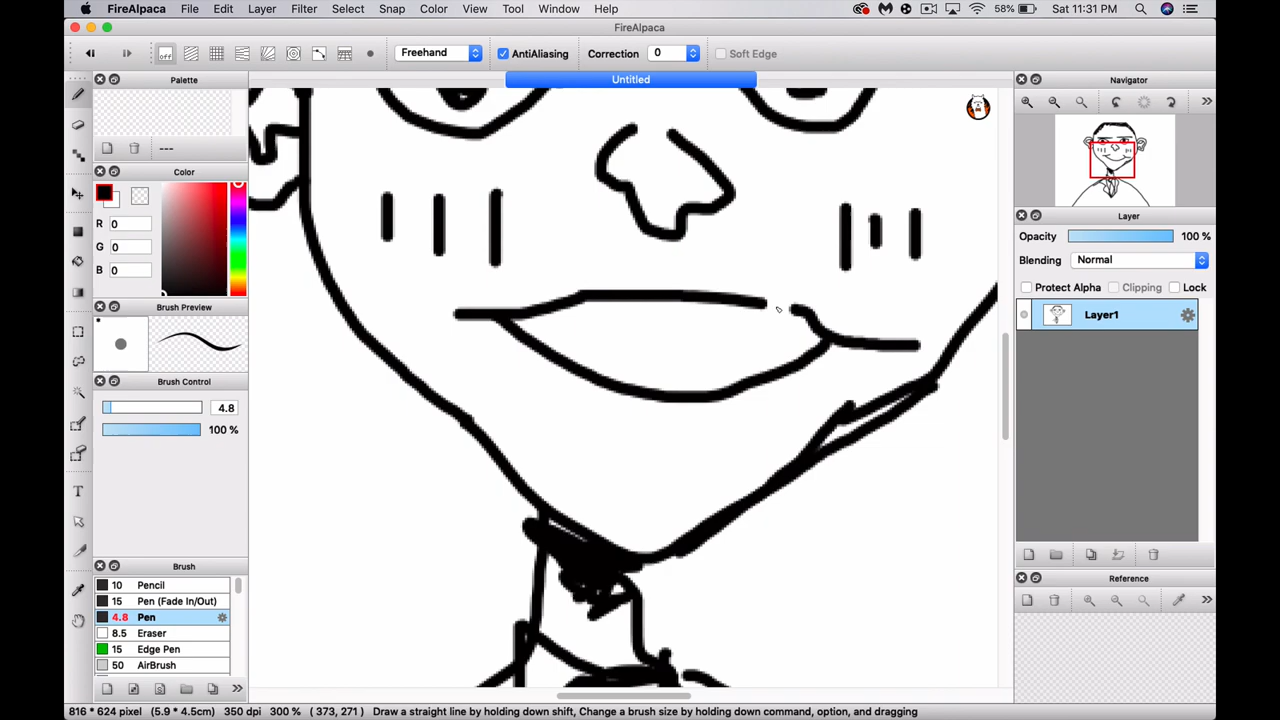 FireAlpaca File Edit Layer Filter Select Snap Color View Tool Window Help 58% Sat 11:31 PM
FireAlpaca
off Freehand AntiAliasing Correction 0 Soft Edge
Palette
Untitled
Navigator
---
Color
R 0
G 0
B 0
Layer
Opacity 100 %
Blending Normal
Protect Alpha Clipping Lock
Layer1
Brush Preview
Brush Control
4.8
100 %
Brush
10 Pencil
15 Pen (Fade In/Out)
4.8 Pen
8.5 Eraser
15 Edge Pen
50 AirBrush
Reference
816 * 624 pixel (5.9 * 4.5cm) 350 dpi 300 % ( 373, 271 ) Draw a straight line by holding down shift, Change a brush size by holding down command, option, and dragging